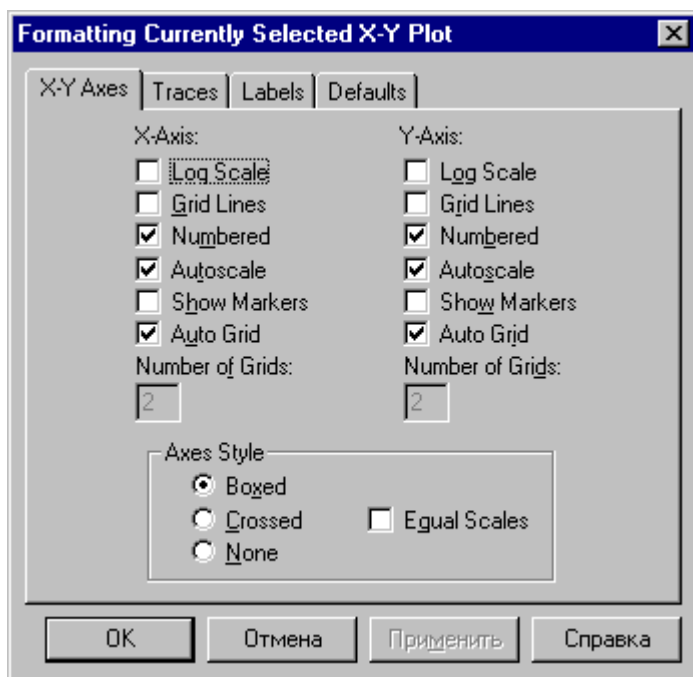 Formatting Currently Selected X-Y Plot
X-Y Axes Traces Labels Defaults
X-Axis: Y-Axis:
Log Scale Log Scale
Grid Lines Grid Lines
Numbered Numbered
Autoscale Autoscale
Show Markers Show Markers
Auto Grid Auto Grid
Number of Grids: Number of Grids:
2 2
Axes Style
Boxed
Crossed Equal Scales
None
OK Отмена Применить Справка